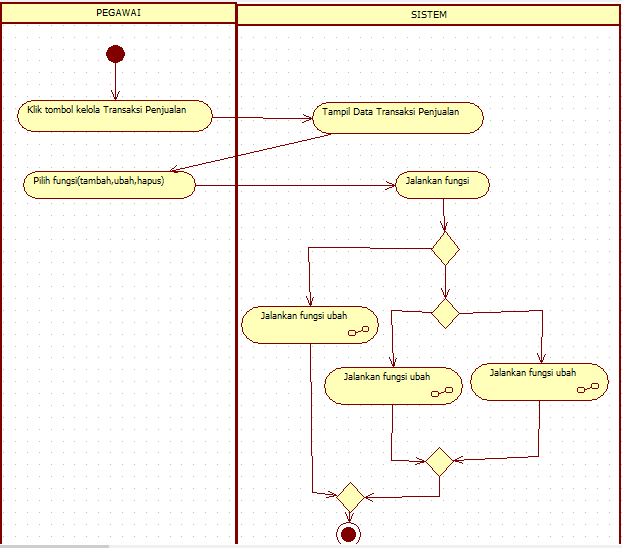 PEGAWAI
SISTEM
Klik tombol kelola Transaksi Penjualan
Tampil Data Transaksi Penjualan
Pilih fungsi(tambah,ubah,hapus)
Jalankan fungsi
Jalankan fungsi ubah
Jalankan fungsi ubah
Jalankan fungsi ubah